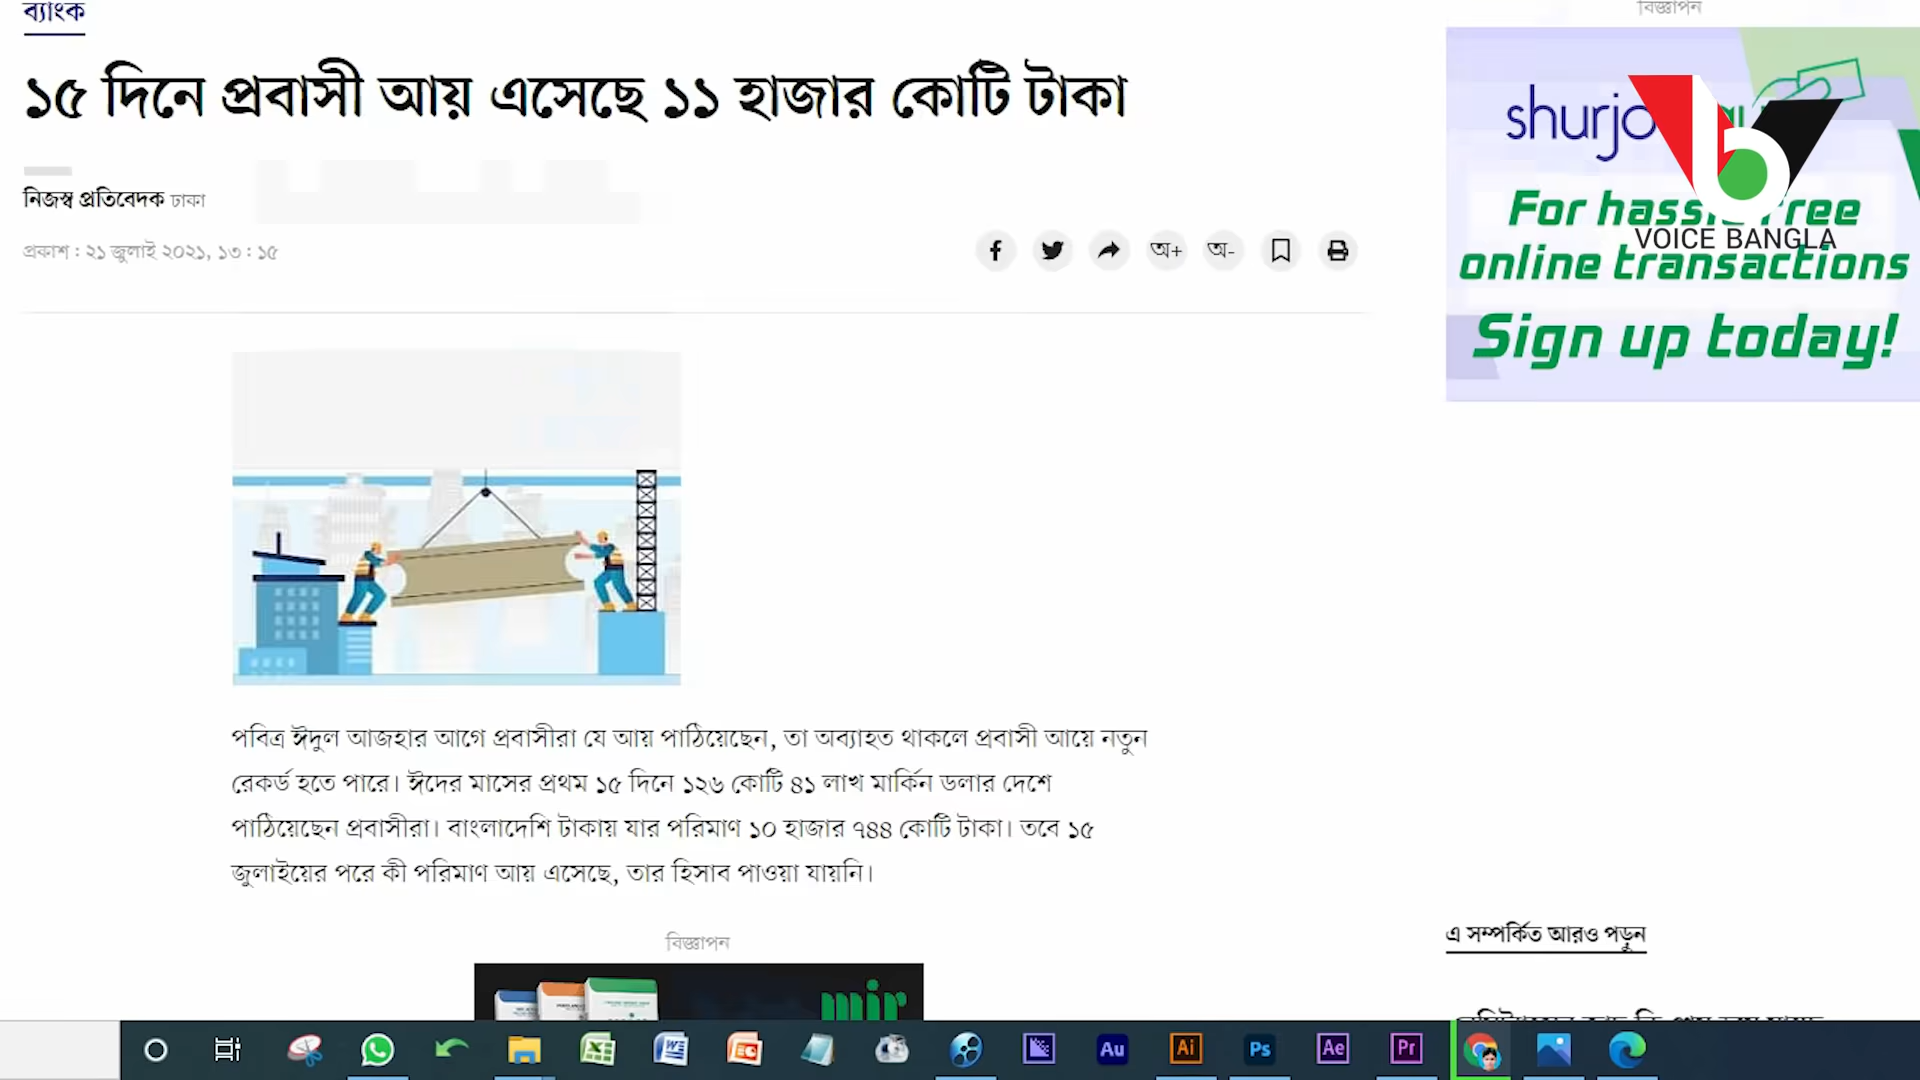 ব্যাংক
বিজ্ঞাপন
১৫ দিনে প্রবাসী আয় এসেছে ১১ হাজার কোটি টাকা
নিজস্ব প্রতিবেদক ঢাকা
প্রকাশ : ২১ জুলাই ২০২১, ১৩ : ১৫
অ+ অ-
shurjo
For hassle free
VOICE BANGLA
online transactions
Sign up today!
পবিত্র ঈদুল আজহার আগে প্রবাসীরা যে আয় পাঠিয়েছেন, তা অব্যাহত থাকলে প্রবাসী আয়ে নতুন
রেকর্ড হতে পারে। ঈদের মাসের প্রথম ১৫ দিনে ১২৬ কোটি ৪১ লাখ মার্কিন ডলার দেশে
পাঠিয়েছেন প্রবাসীরা। বাংলাদেশি টাকায় যার পরিমাণ ১০ হাজার ৭৪৪ কোটি টাকা। তবে ১৫
জুলাইয়ের পরে কী পরিমাণ আয় এসেছে, তার হিসাব পাওয়া যায়নি।
বিজ্ঞাপন
এ সম্পর্কিত আরও পড়ুন
mir
Au Ai Ps Ae Pr